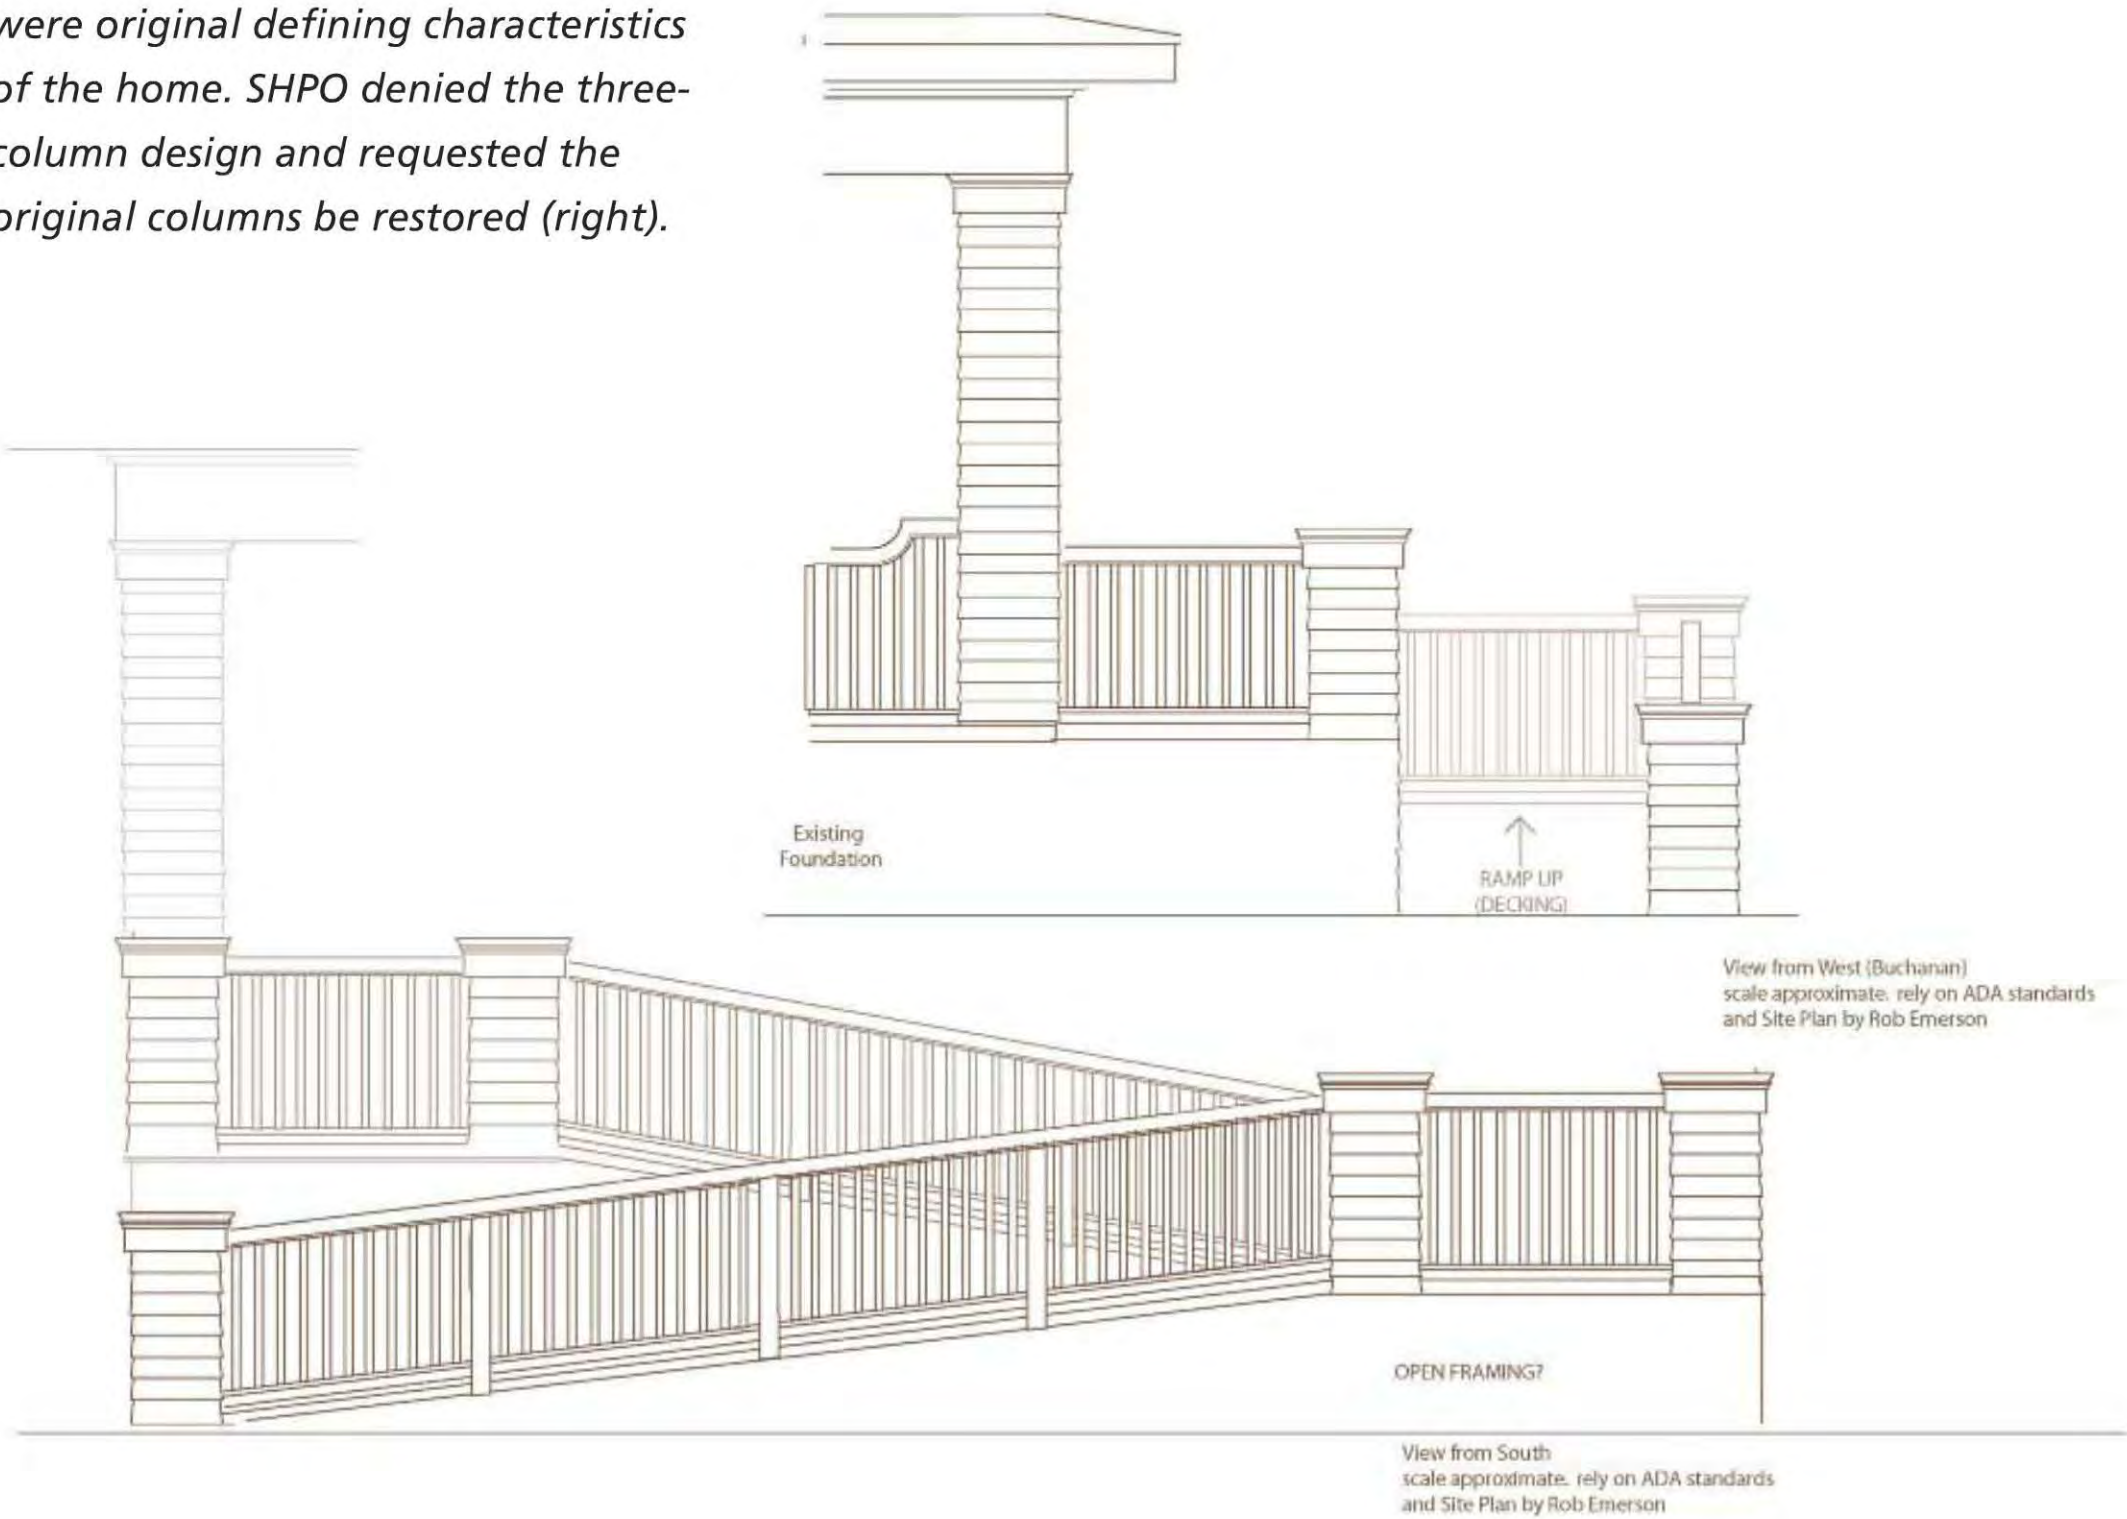 were original defining characteristics
of the home. SHPO denied the three-
column design and requested the
original columns be restored (right).
Existing
Foundation
RAMP UP
(DECKING)
View from West (Buchanan)
scale approximate. rely on ADA standards
and Site Plan by Rob Emerson
OPEN FRAMING?
View from South
scale approximate. rely on ADA standards
and Site Plan by Rob Emerson